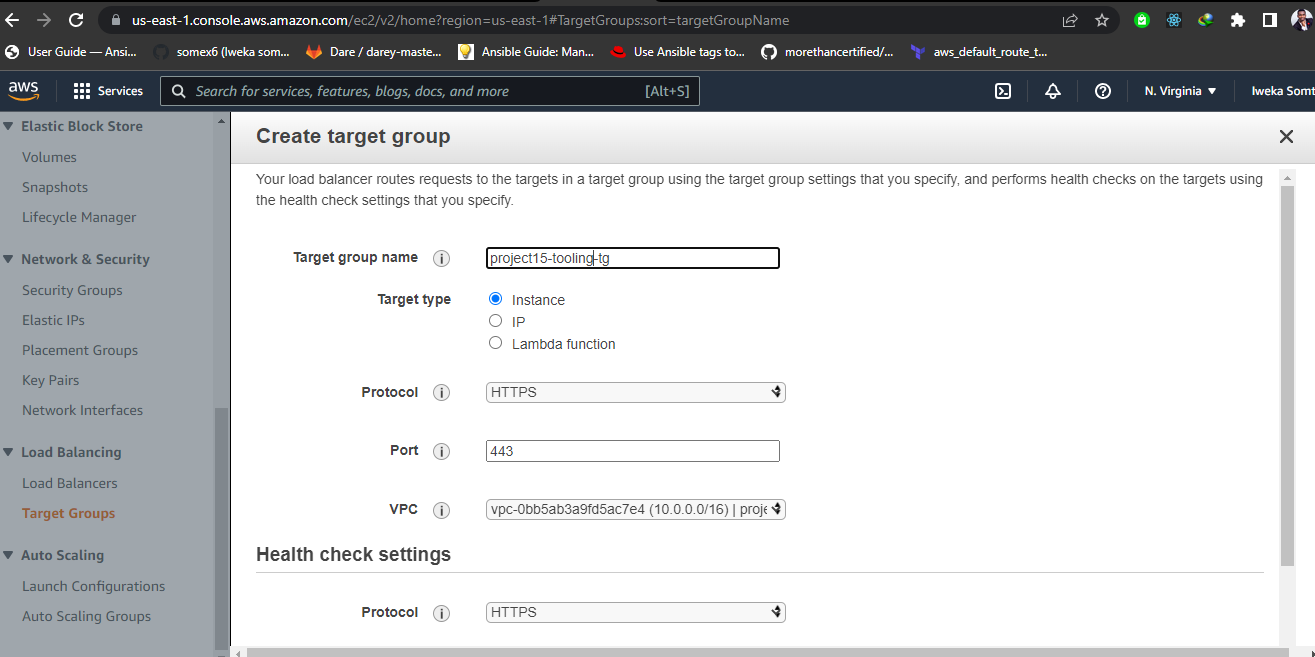 us-east-1.console.aws.amazon.com/ec2/v2/home?region=us-east-1#TargetGroups:sort=targetGroupName
User Guide — Ansi...
somex6 (Iweka som...
Dare / darey-maste...
Ansible Guide: Man...
Use Ansible tags to...
morethancertified/...
aws_default_route_t...
aws
Services
Search for services, features, blogs, docs, and more
[Alt+S]
N. Virginia
Iweka Somt
Elastic Block Store
Volumes
Snapshots
Lifecycle Manager
Network & Security
Security Groups
Elastic IPs
Placement Groups
Key Pairs
Network Interfaces
Load Balancing
Load Balancers
Target Groups
Auto Scaling
Launch Configurations
Auto Scaling Groups
Create target group
Your load balancer routes requests to the targets in a target group using the target group settings that you specify, and performs health checks on the targets using
the health check settings that you specify.
Target group name
project15-tooling-tg
Target type
Instance
IP
Lambda function
Protocol
HTTPS
Port
443
VPC
vpc-0bb5ab3a9fd5ac7e4 (10.0.0.0/16) | proje
Health check settings
Protocol
HTTPS